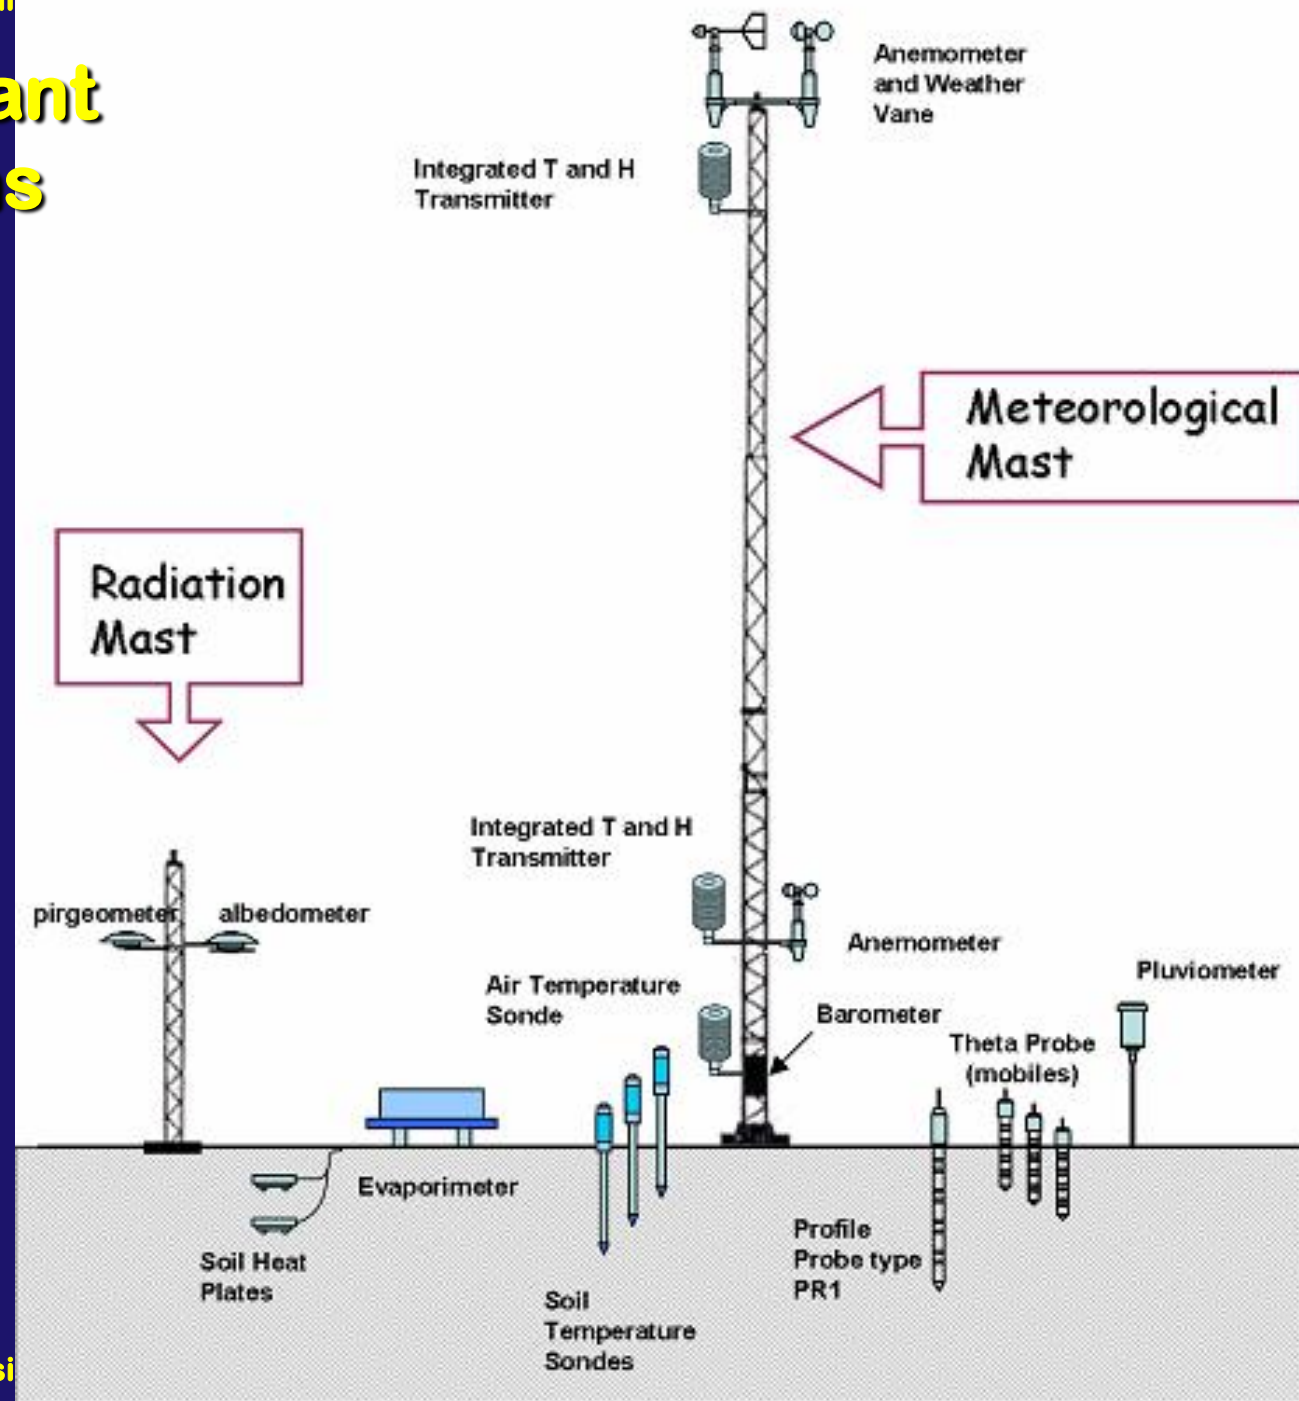 Anemometer
and Weather
Vane
Integrated T and H
Transmitter
Meteorological
Mast
Radiation
Mast
Integrated T and H
Transmitter
pirgeometer
albedometer
Anemometer
Pluviometer
Air Temperature
Sonde
Barometer
Theta Probe
(mobiles)
Evaporimeter
Soil Heat
Plates
Profile
Probe type
PR1
Soil
Temperature
Sondes